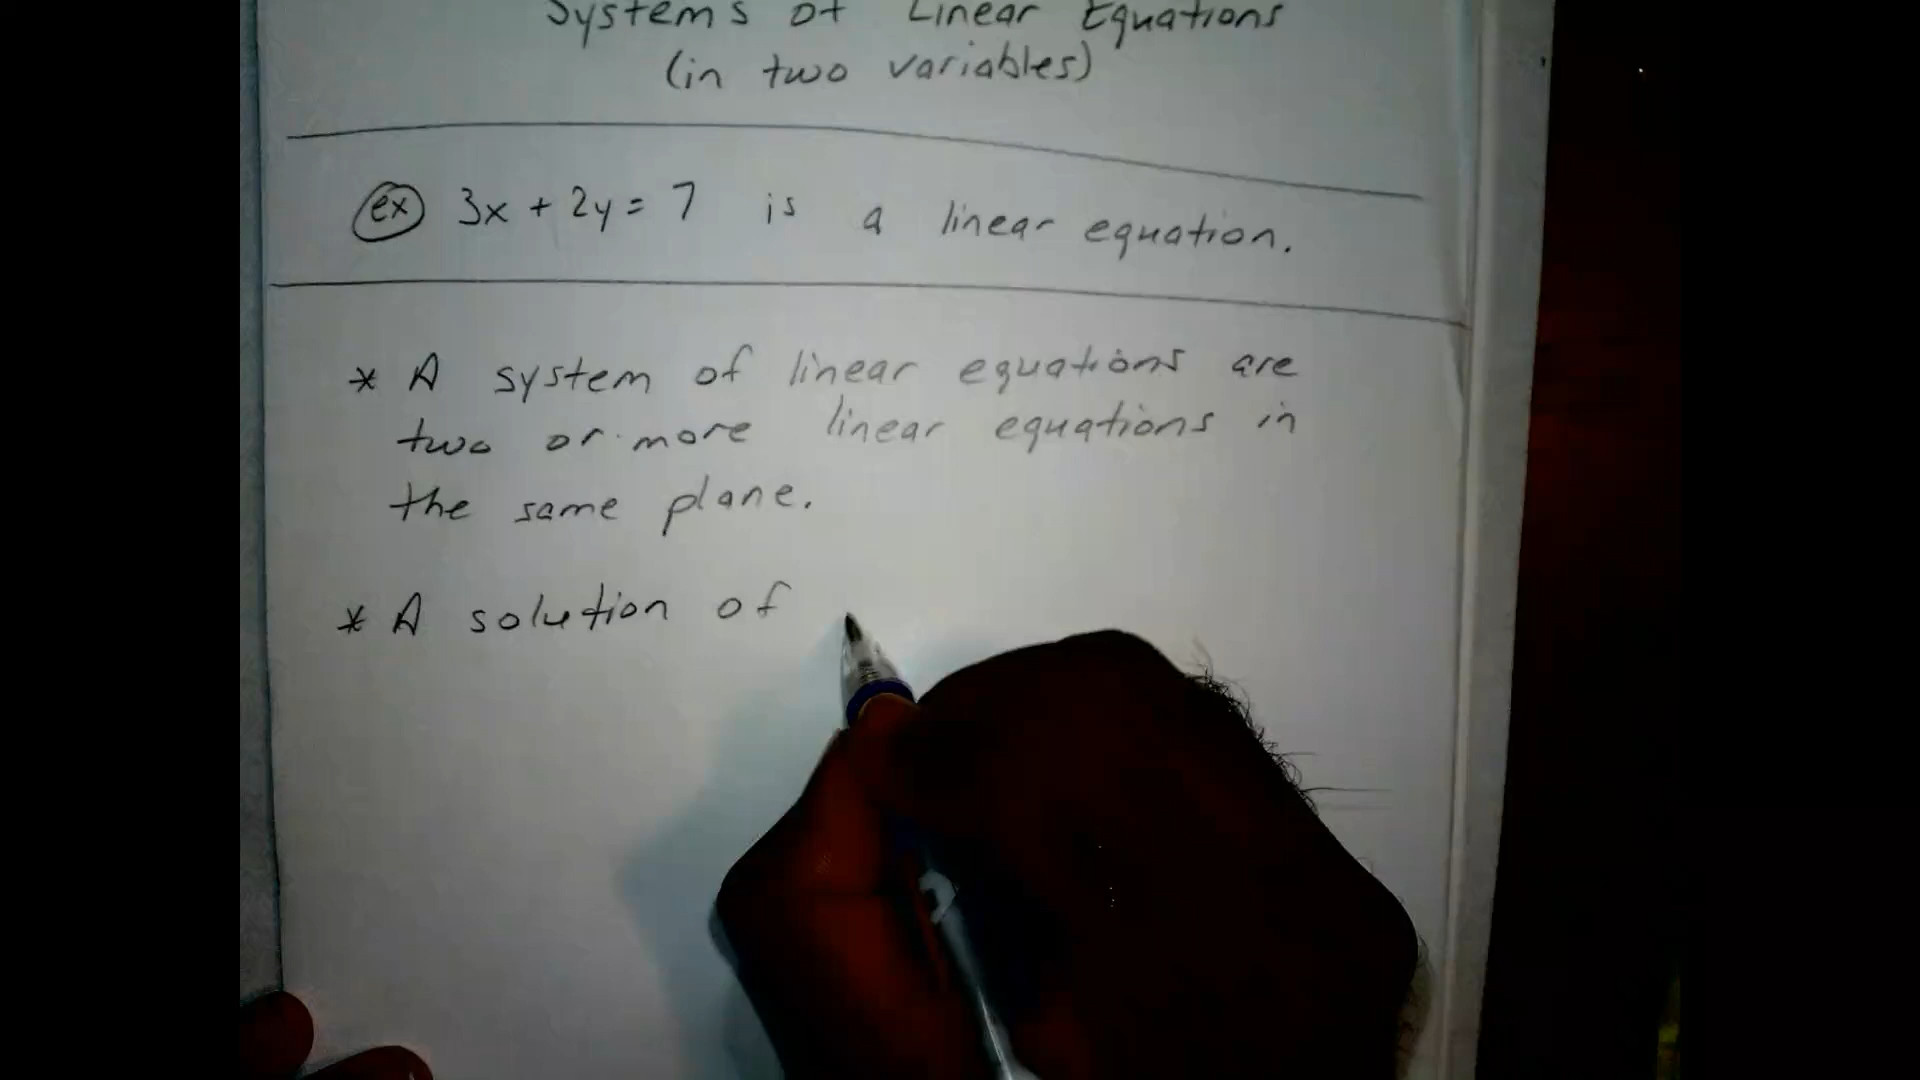 Systems of Linear Equations
(in two variables)
ex 3x + 2y = 7 is a linear equation.
* A system of linear equations are
two or more linear equations in
the same plane.
* A solution of